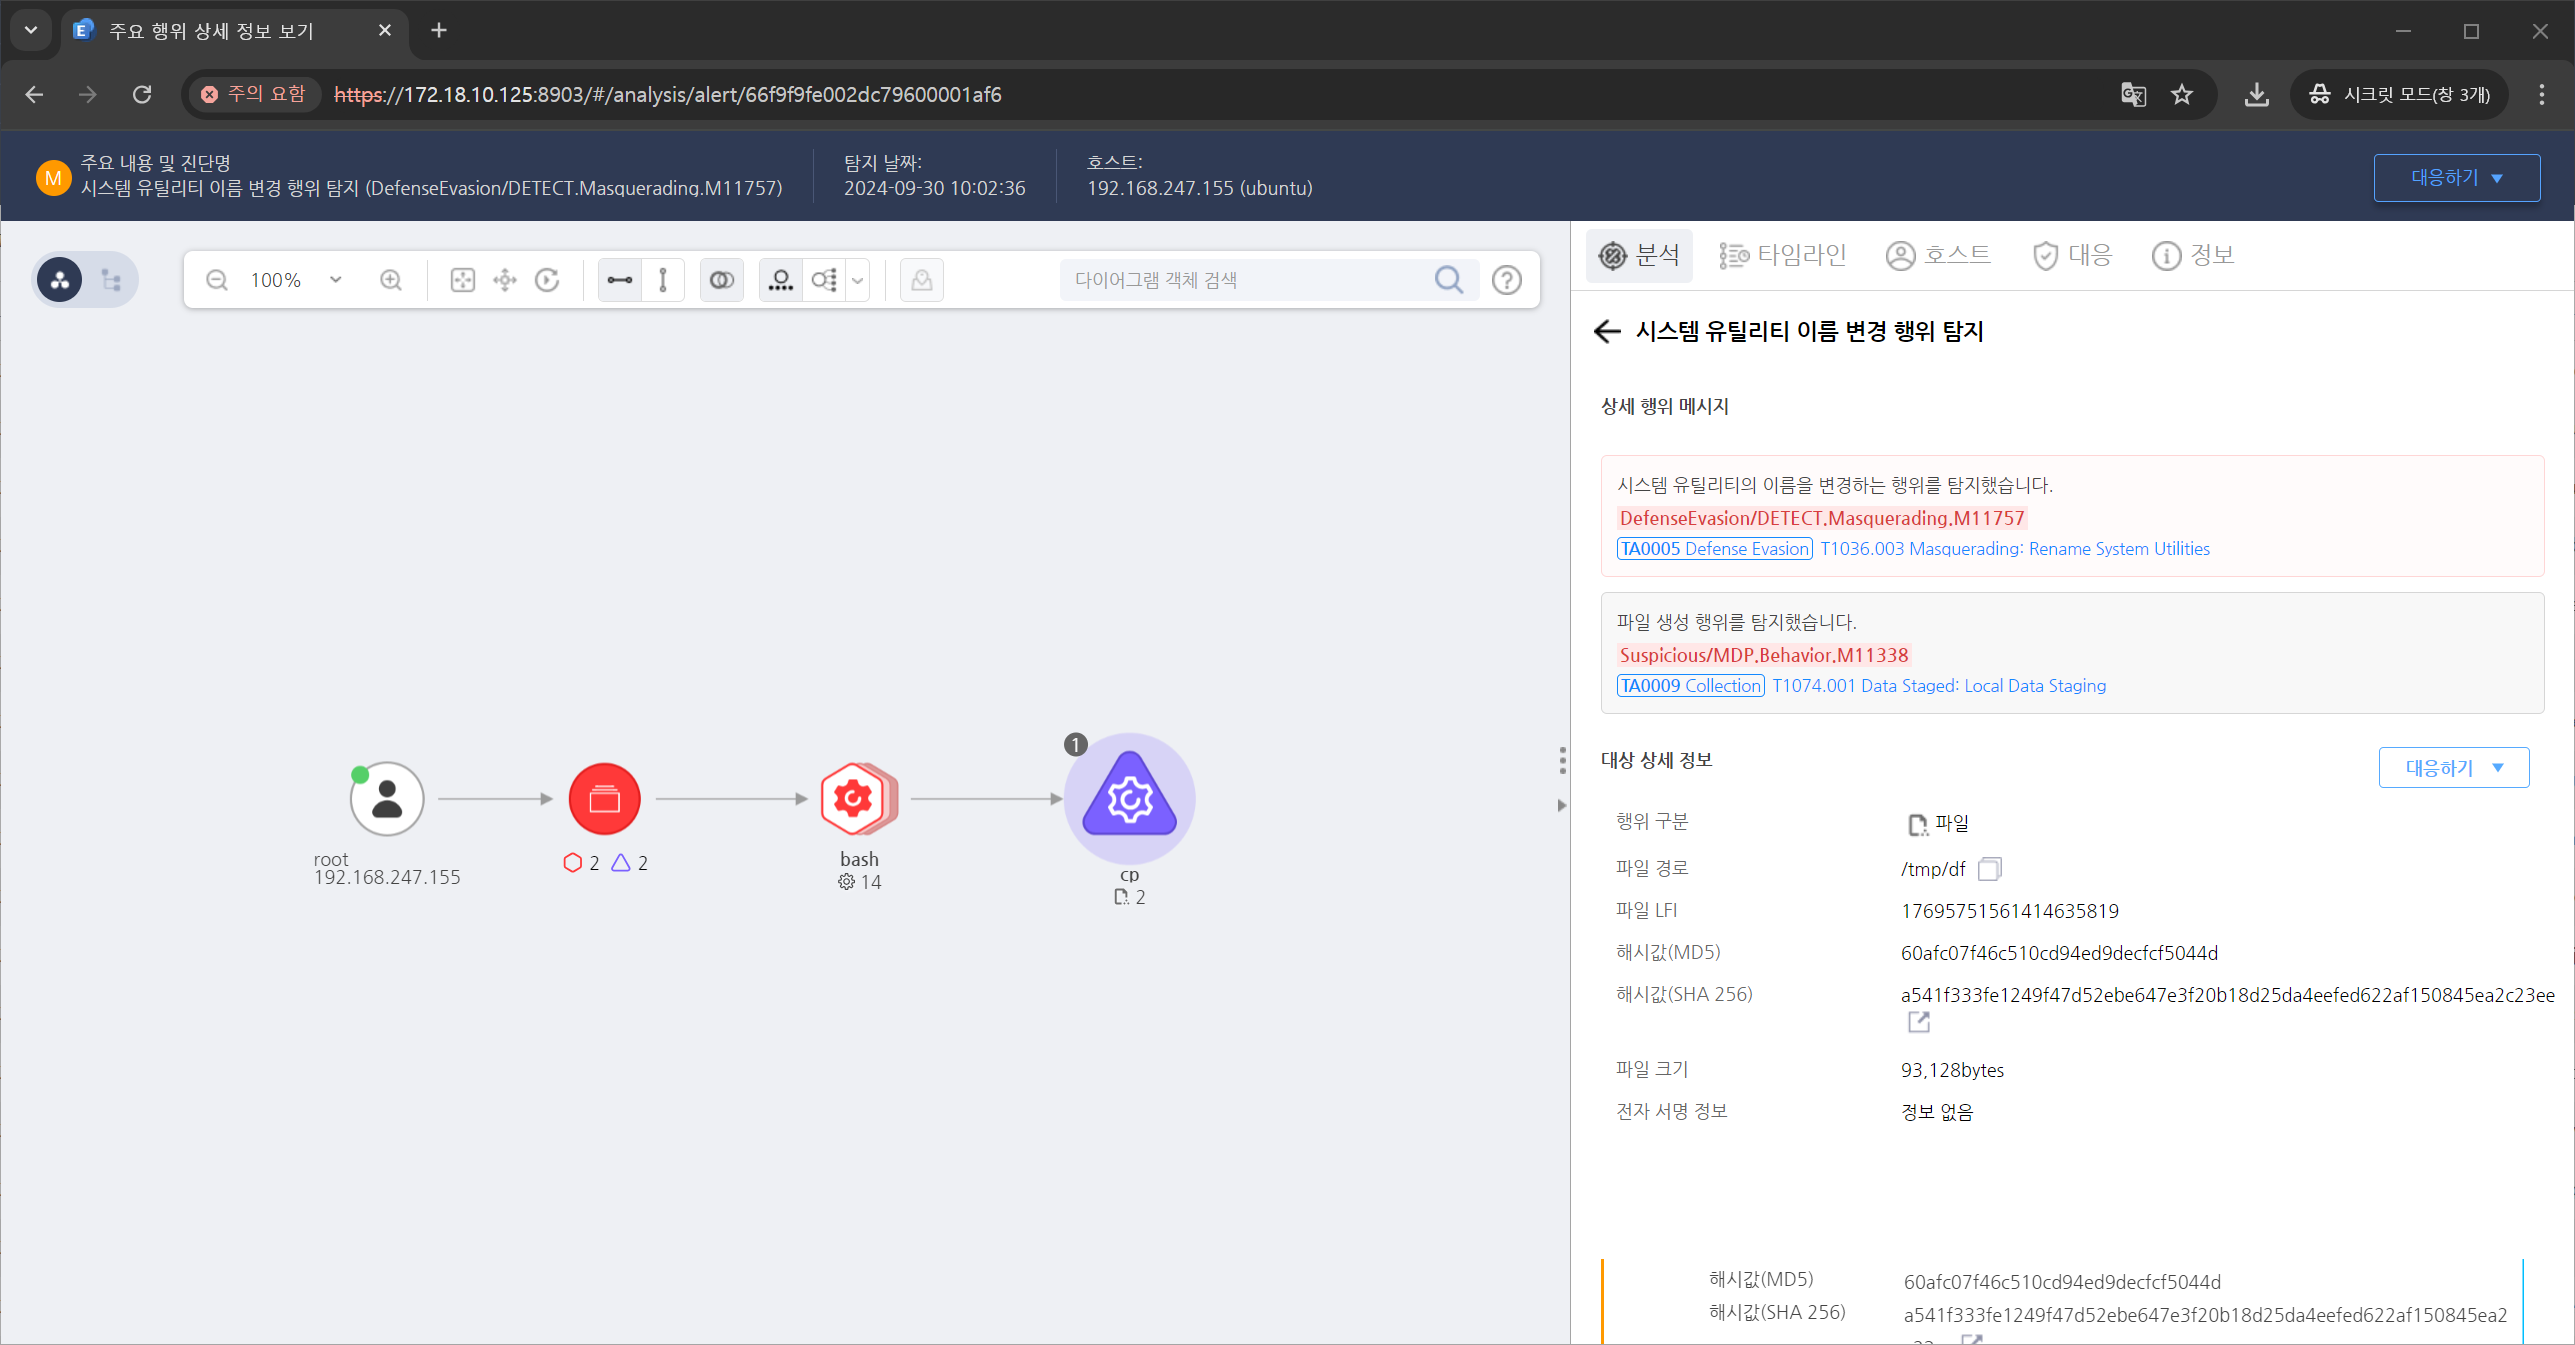 주요 행위 상세 정보 보기
주의 요함
https://172.18.10.125:8903/#/analysis/alert/66f9f9fe002dc79600001af6
시크릿 모드(창 3개)
M
주요 내용 및 진단명
시스템 유틸리티 이름 변경 행위 탐지 (DefenseEvasion/DETECT.Masquerading.M11757)
탐지 날짜:
2024-09-30 10:02:36
호스트:
192.168.247.155 (ubuntu)
대응하기
100%
다이어그램 객체 검색
분석
타임라인
호스트
대응
정보
시스템 유틸리티 이름 변경 행위 탐지
상세 행위 메시지
시스템 유틸리티의 이름을 변경하는 행위를 탐지했습니다.
DefenseEvasion/DETECT.Masquerading.M11757
TA0005 Defense Evasion T1036.003 Masquerading: Rename System Utilities
파일 생성 행위를 탐지했습니다.
Suspicious/MDP.Behavior.M11338
TA0009 Collection T1074.001 Data Staged: Local Data Staging
대상 상세 정보
대응하기
행위 구분 파일
파일 경로 /tmp/df
파일 LFI 17695751561414635819
해시값(MD5) 60afc07f46c510cd94ed9decfcf5044d
해시값(SHA 256) a541f333fe1249f47d52ebe647e3f20b18d25da4eefed622af150845ea2c23ee
파일 크기 93,128bytes
전자 서명 정보 정보 없음
해시값(MD5) 60afc07f46c510cd94ed9decfcf5044d
해시값(SHA 256) a541f333fe1249f47d52ebe647e3f20b18d25da4eefed622af150845ea2
root
192.168.247.155
2 2
bash
14
1
cp
2